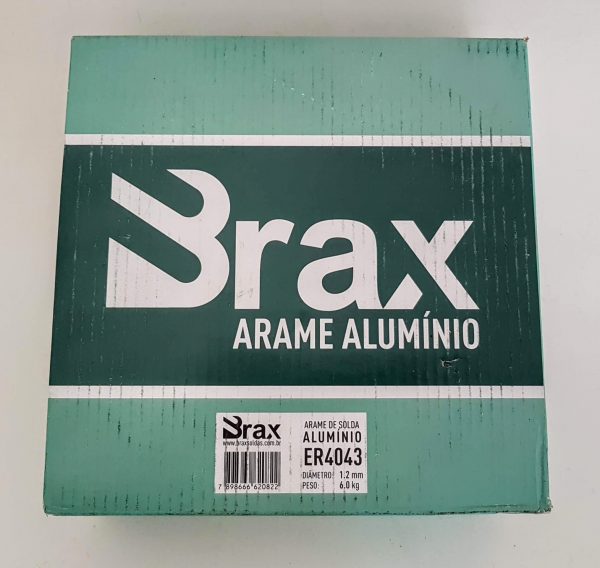 Brax
ARAME ALUMÍNIO
Brax
www.braxsoldas.com.br
7 898666 620822
ARAME DE SOLDA
ALUMÍNIO
ER4043
DIÂMETRO: 1.2 mm
PESO: 6.0 kg